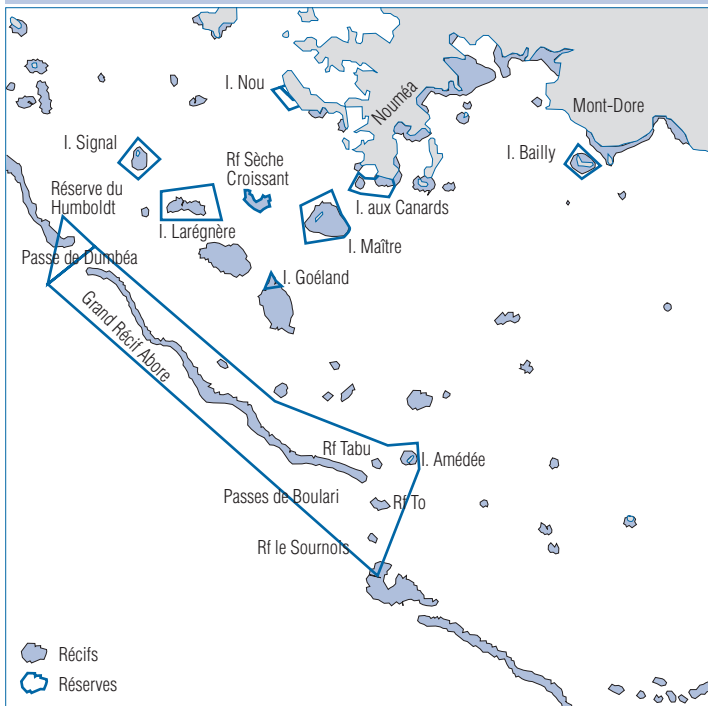 I. Nou
Nouméa
Mont-Dore
I. Signal
Rf Sèche
Croissant
I. Bailly
Réserve du
Humboldt
I. aux Canards
I. Larégnère
I. Maître
Passe de Dumbéa
I. Goéland
Grand Récif Abore
Rf Tabu
I. Amédée
Passes de Boulari
Rf To
Rf le Sournois
Récifs
Réserves